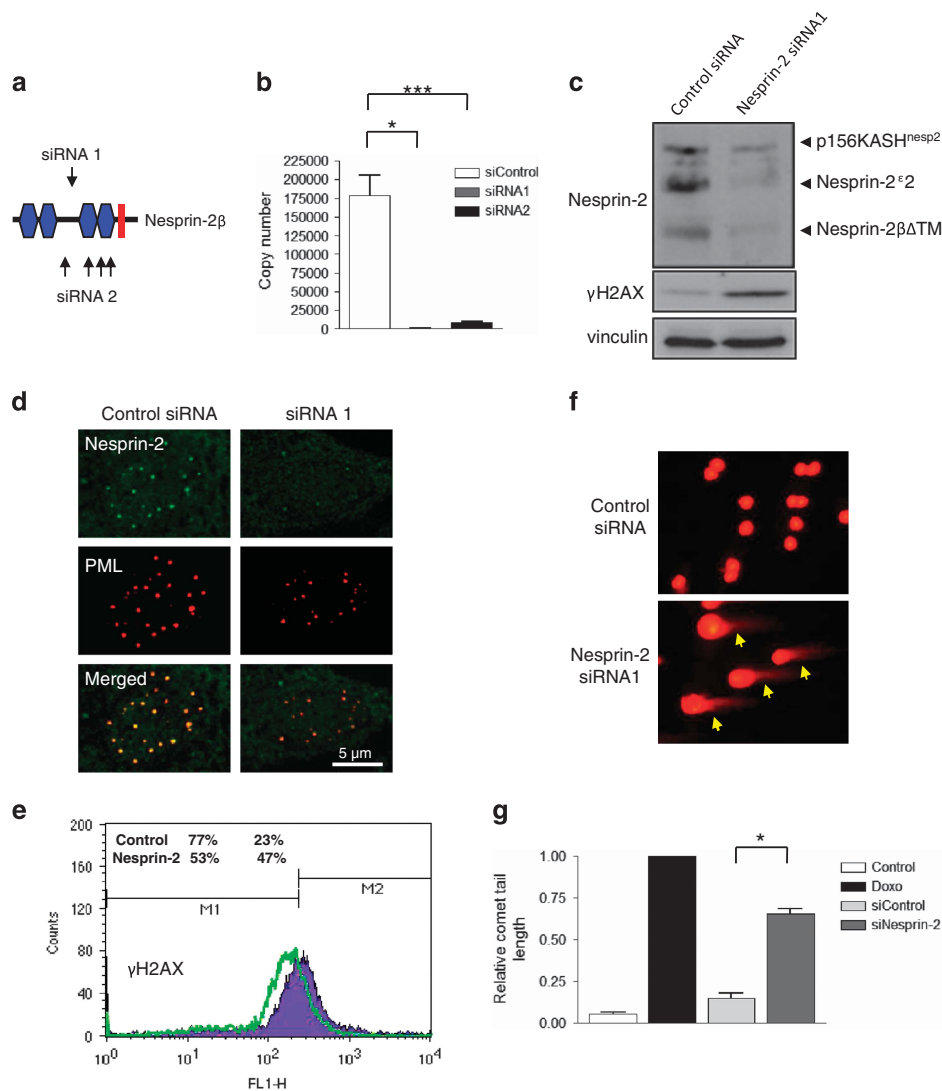 a
siRNA 1
Nesprin-2β
siRNA 2
b
***
*
225000
200000
175000
150000
125000
100000
75000
50000
25000
0
Copy number
siControl
siRNA1
siRNA2
c
Control siRNA
Nesprin-2 siRNA1
Nesprin-2
p156KASHnesp2
Nesprin-2ε2
Nesprin-2βΔTM
γH2AX
vinculin
d
Control siRNA
siRNA 1
Nesprin-2
PML
Merged
5 μm
e
200
160
120
80
40
0
Counts
Control 77% 23%
Nesprin-2 53% 47%
M1
M2
γH2AX
100 101 102 103 104
FL1-H
f
Control siRNA
Nesprin-2 siRNA1
g
*
1.00
0.75
0.50
0.25
0.00
Relative comet tail length
Control
Doxo
siControl
siNesprin-2